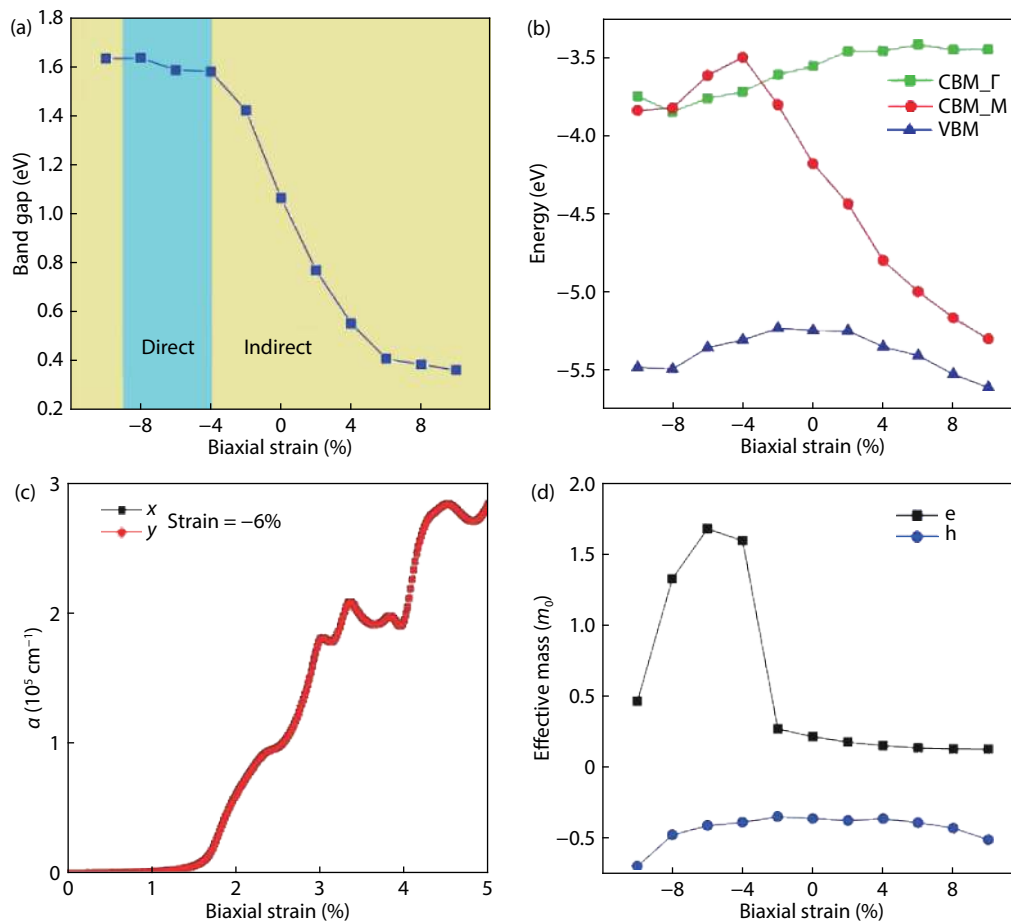 (a)
1.8
1.6
1.4
1.2
1.0
1.8
0.6
0.4
0.2
Band gap (eV)
Direct
Indirect
−8
−4
0
4
8
Biaxial strain (%)
(b)
−3.5
−4.0
−4.5
−5.0
−5.5
Energy (eV)
CBM_Γ
CBM_M
VBM
−8
−4
0
4
8
Biaxial strain (%)
(c)
3
2
1
0
α (10⁵ cm⁻¹)
x
y
Strain = −6%
0
1
2
3
4
5
Biaxial strain (%)
(d)
2.0
1.5
1.0
0.5
0
−0.5
Effective mass (m₀)
e
h
−8
−4
0
4
8
Biaxial strain (%)